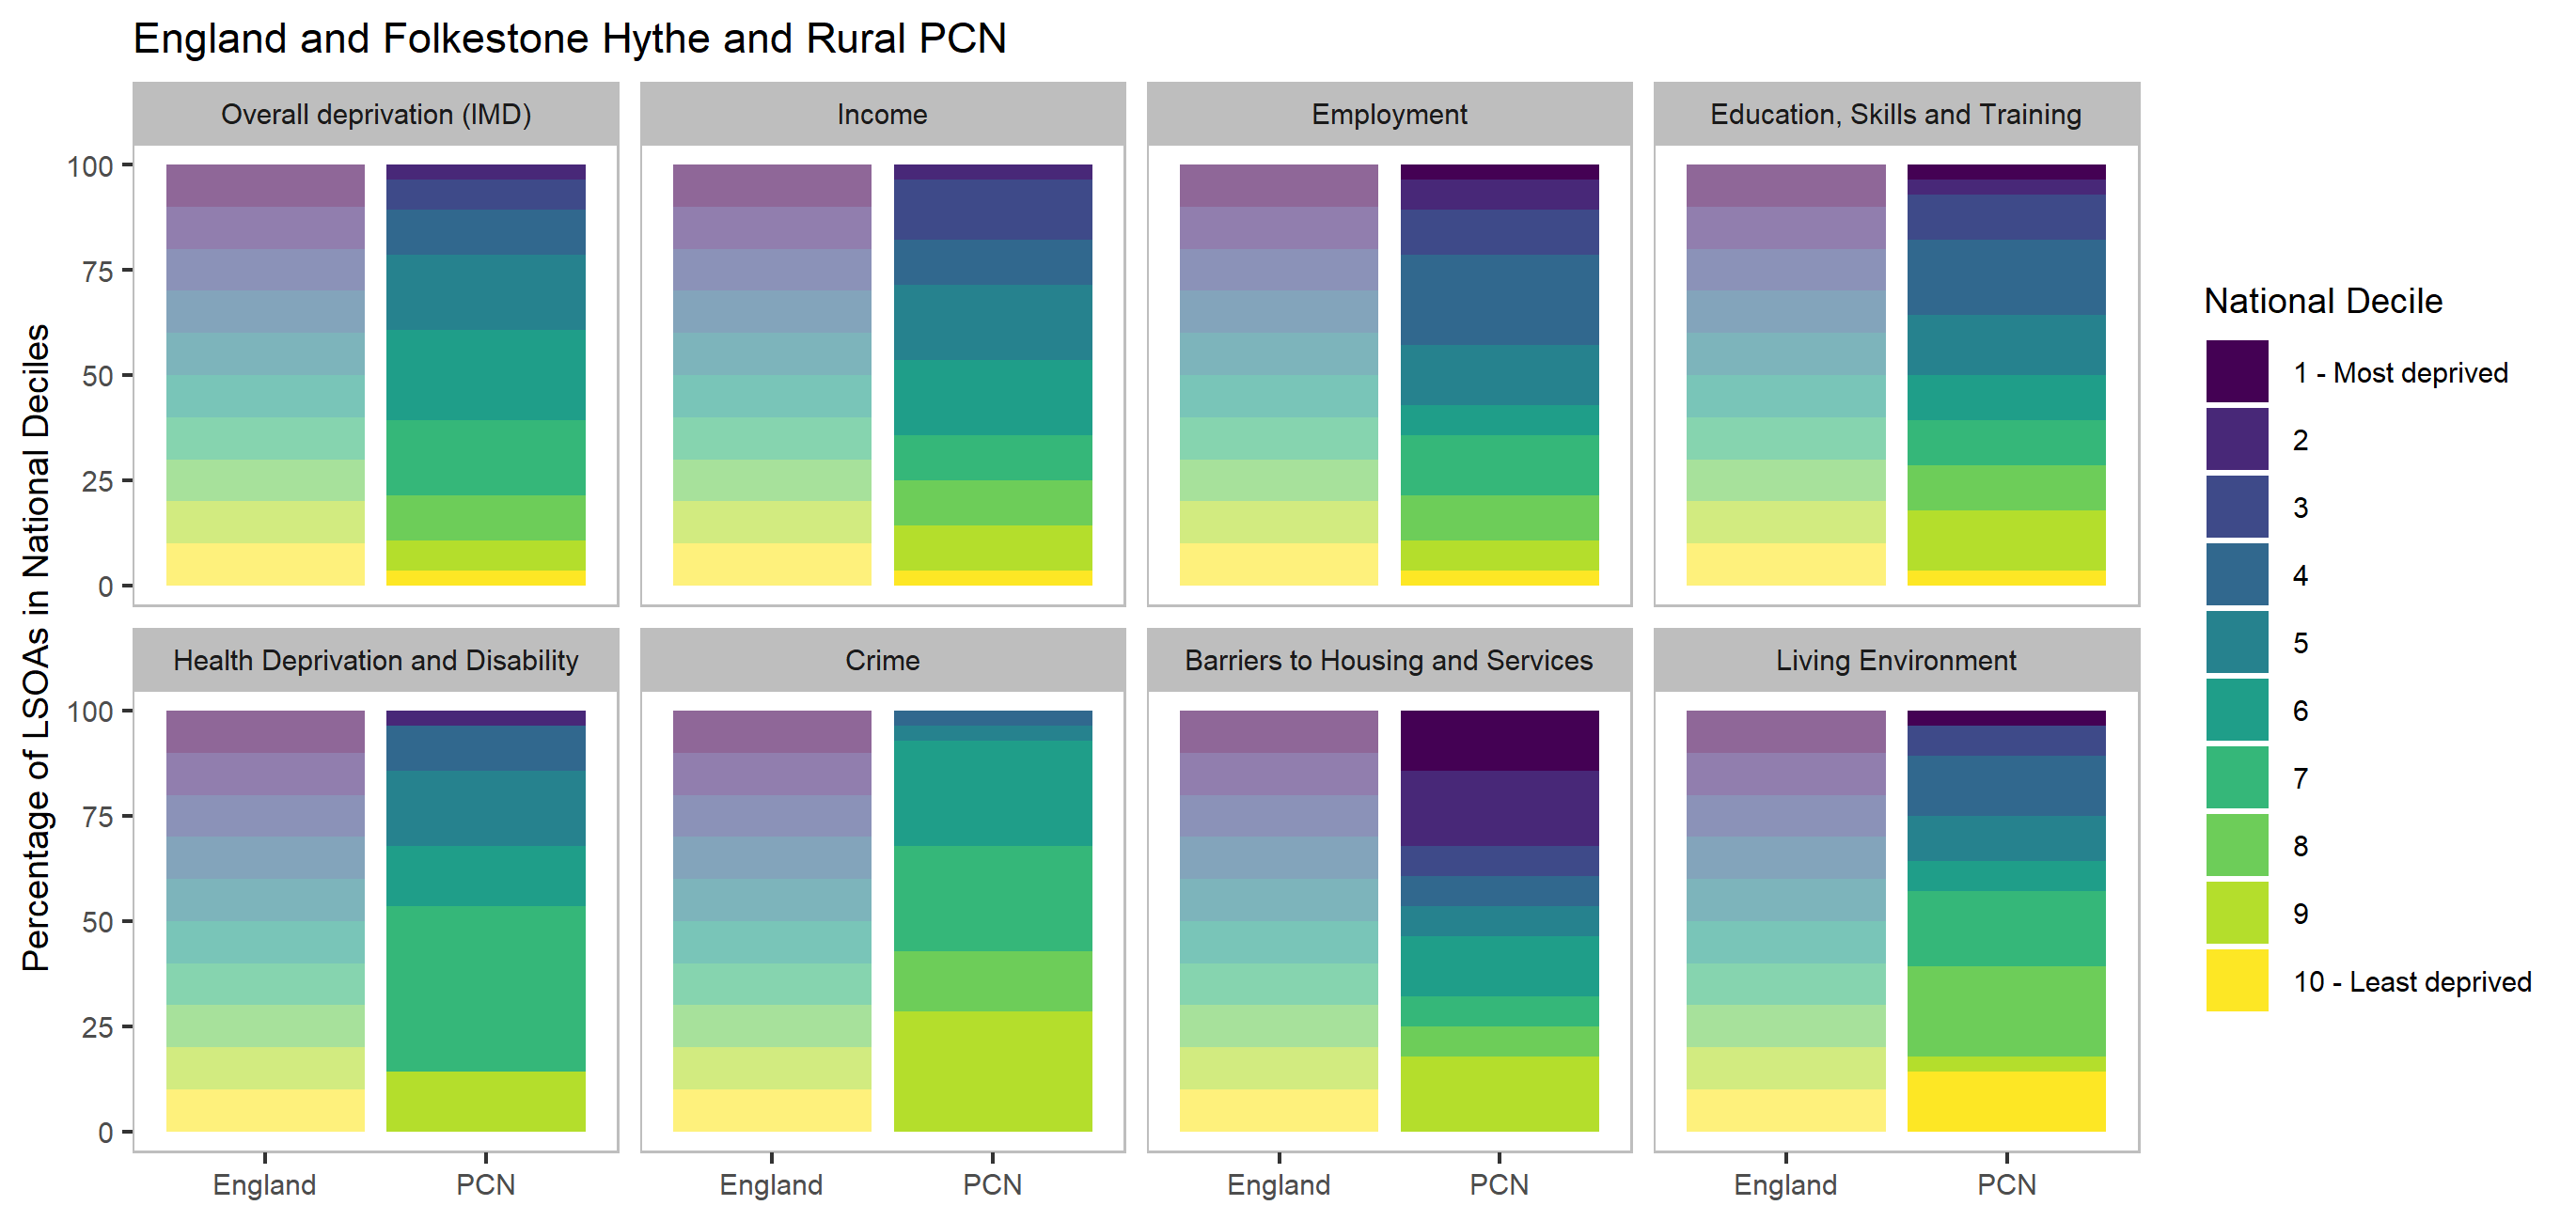 England and Folkestone Hythe and Rural PCN
Overall deprivation (IMD)
Income
Employment
Education, Skills and Training
100
75
50
25
0
Health Deprivation and Disability
Crime
Barriers to Housing and Services
Living Environment
100
75
50
25
0
England
PCN
England
PCN
England
PCN
England
PCN
Percentage of LSOAs in National Deciles
National Decile
1 - Most deprived
2
3
4
5
6
7
8
9
10 - Least deprived